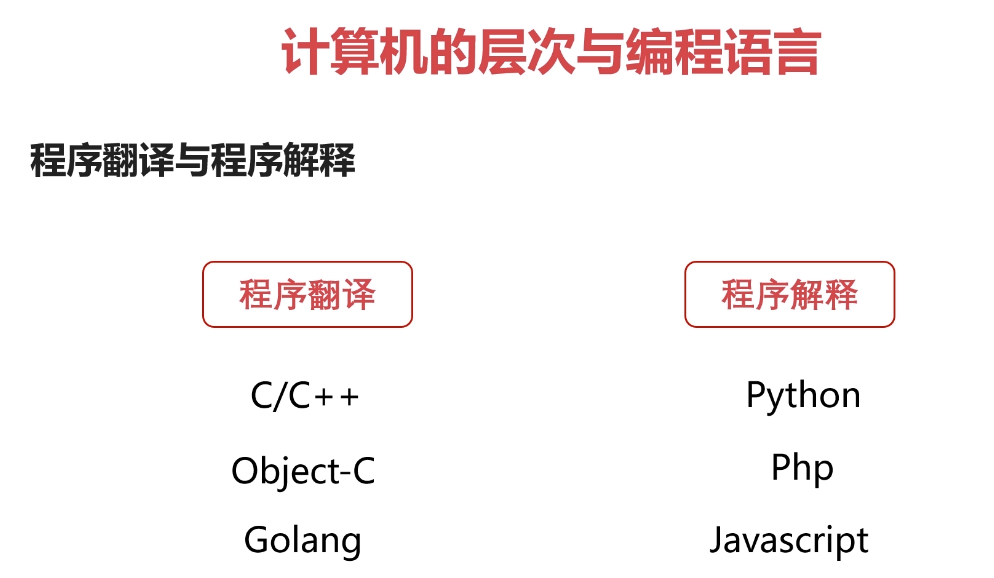 计算机的层次与编程语言
程序翻译与程序解释
程序翻译
程序解释
C/C++
Python
Object-C
Php
Golang
Javascript